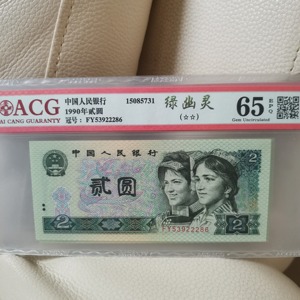 ACG
AI CANG GUARANTY
中国人民银行
1990年贰圆
冠号: FY53922286
15085731
绿幽灵
(☆☆)
65 EPQ
Gem Uncirculated
中国人民银行
贰圆
2
2
FY53922286